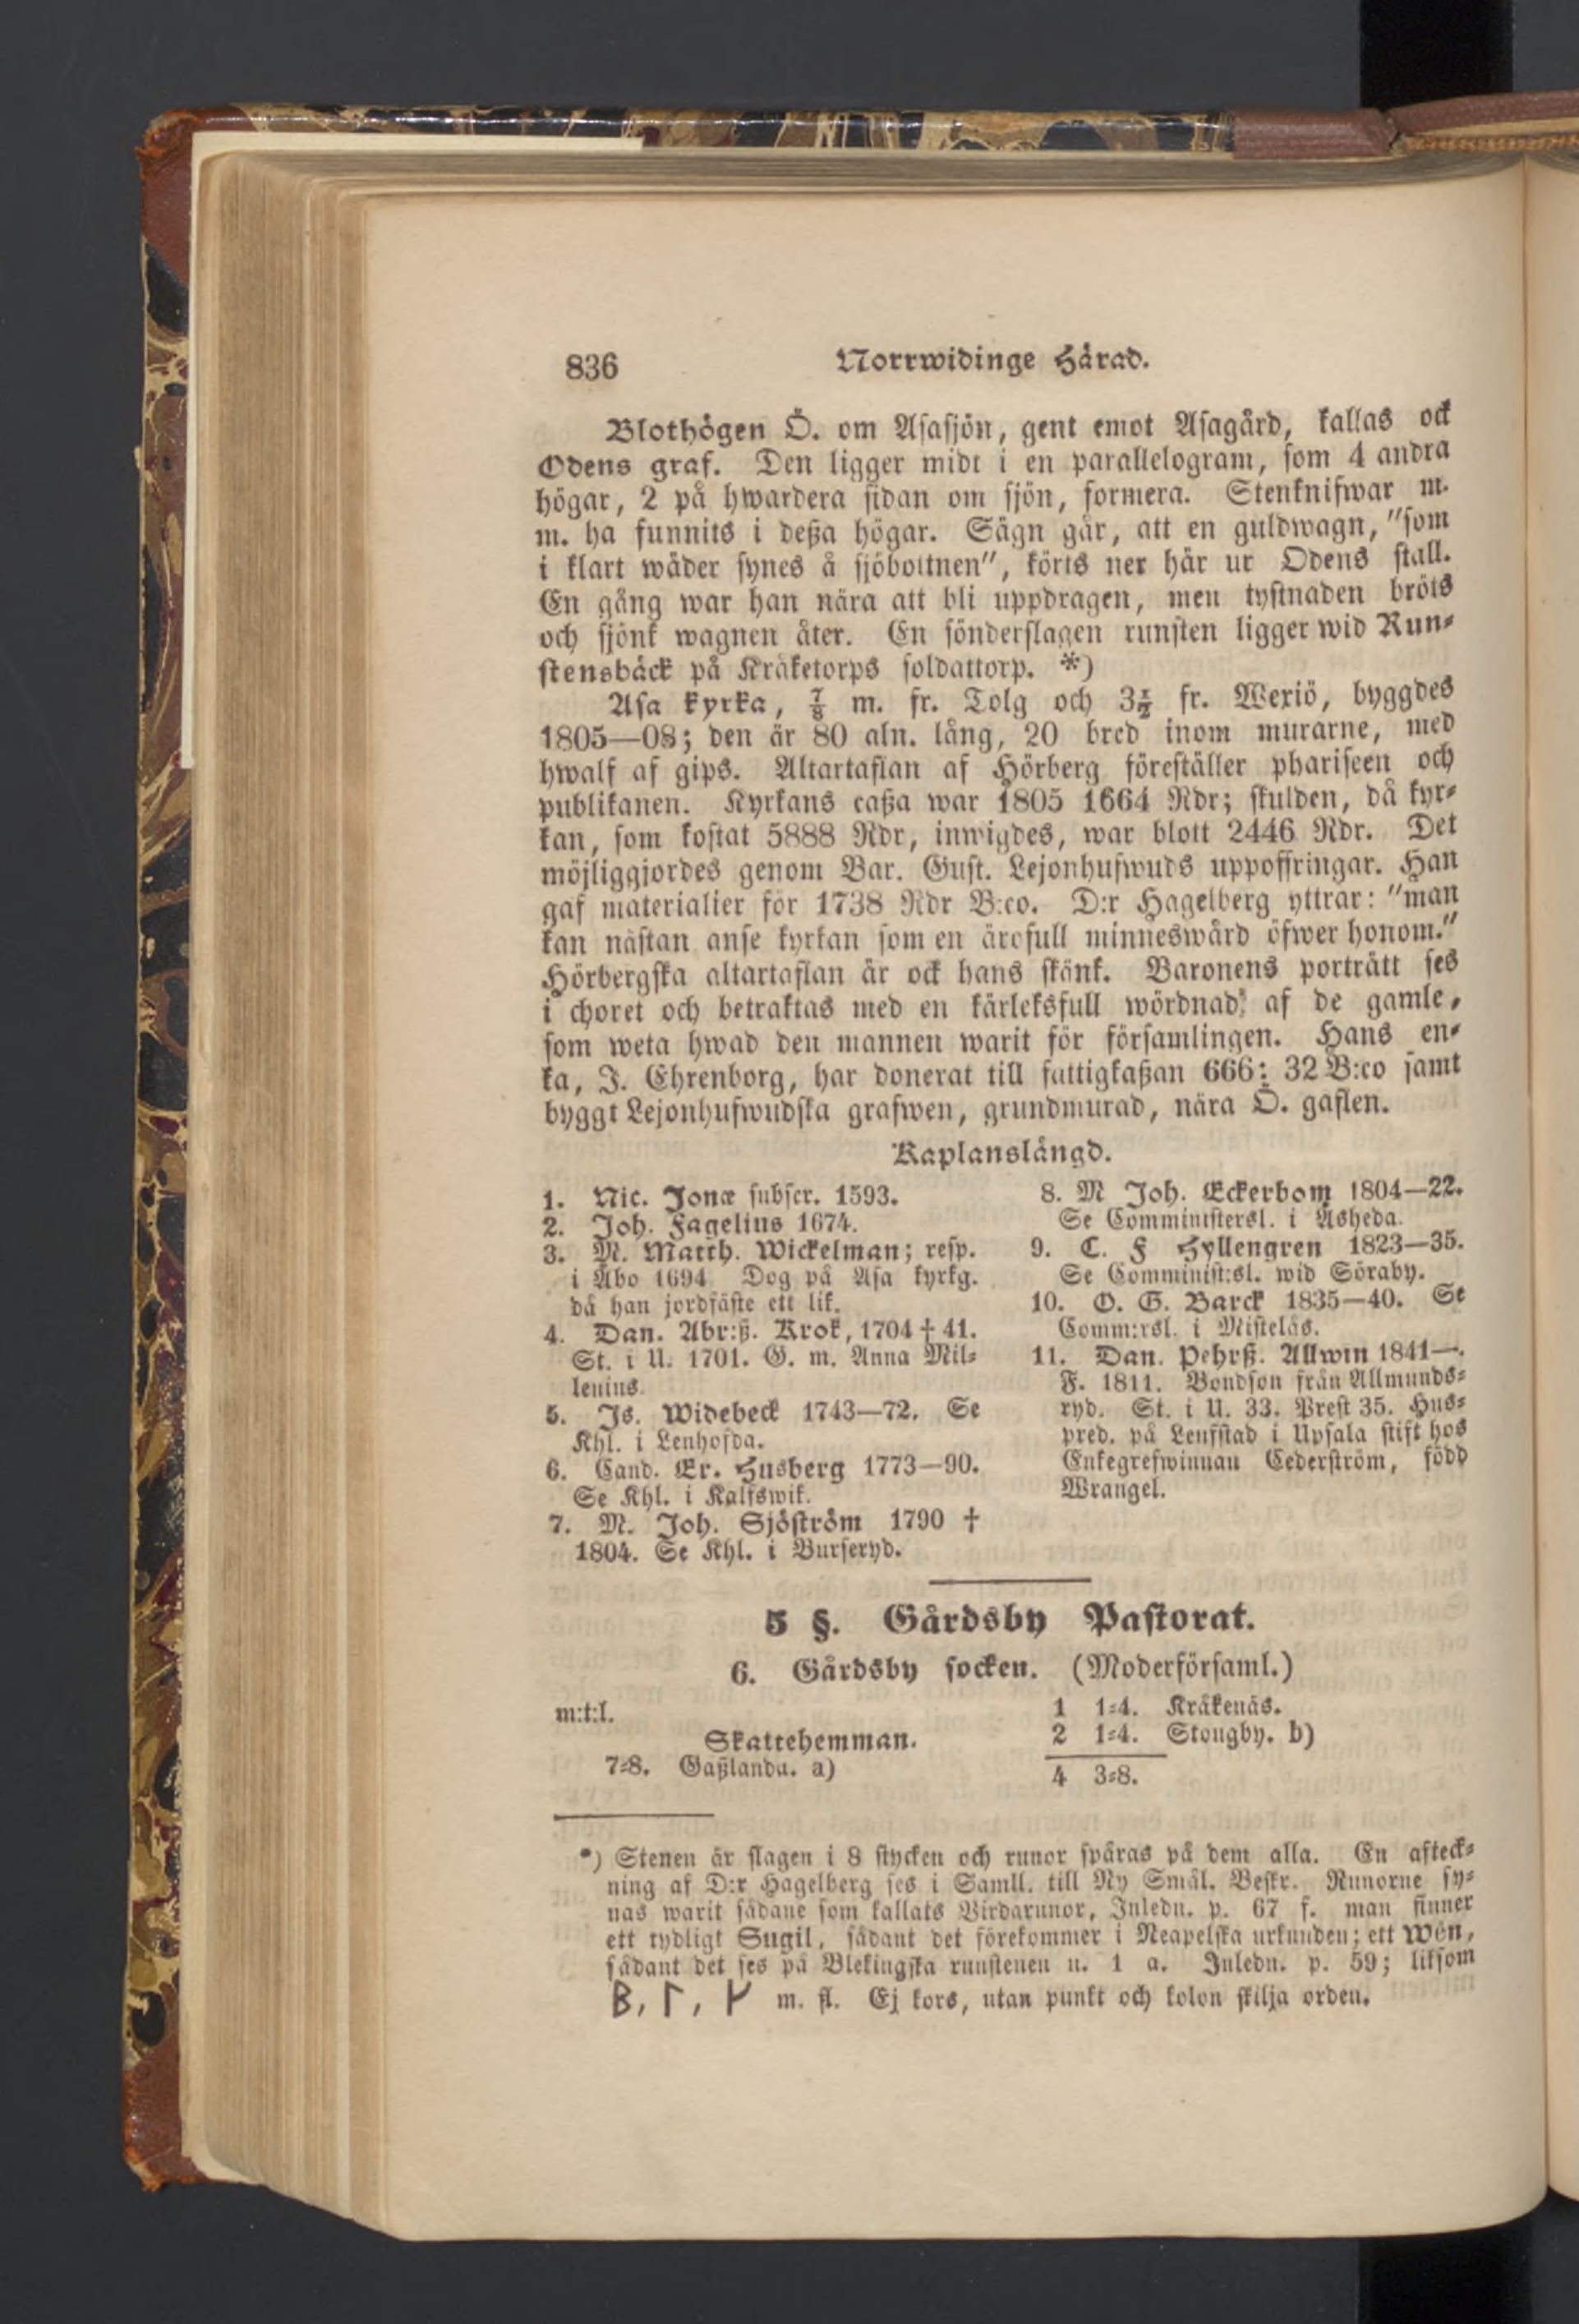 836
Norrwidinge Härad.
Blothögen Ö. om Asasjön, gent emot Asagård, kallas ock
Odens graf. Den ligger midt i en parallelogram, som 4 andra
högar, 2 på hwardera sidan om sjön, formera. Stenknifwar m.
m. ha funnits i deßa högar. Sägn går, att en guldwagn, "som
i klart wäder synes å sjöbottnen", körts ner här ur Odens stall.
En gång war han nära att bli uppdragen, men tystnaden bröts
och sjönk wagnen åter. En sönderslagen runsten ligger wid Run-
stensbäck på Kråketorps soldattorp. *)
Asa kyrka, 7/8 m. fr. Tolg och 3 1/2 fr. Wexiö, byggdes
1805—08; den är 80 aln. lång, 20 bred inom murarne, med
hwalf af gips. Altartaflan af Hörberg föreställer phariseen och
publikanen. Kyrkans caßa war 1805 1664 Rdr; skulden, då kyr-
kan, som kostat 5888 Rdr, inwigdes, war blott 2446 Rdr. Det
möjliggjordes genom Bar. Gust. Lejonhufwuds uppoffringar. Han
gaf materialier för 1738 Rdr B:co. D:r Hagelberg yttrar: "man
kan nästan anse kyrkan som en ärofull minneswård öfwer honom."
Hörbergska altartaflan är ock hans skänk. Baronens porträtt ses
i choret och betraktas med en kärleksfull wördnad af de gamle,
som weta hwad den mannen warit för församlingen. Hans en-
ka, J. Ehrenborg, har donerat till fattigkaßan 666: 32 B:co samt
byggt Lejonhufwudska grafwen, grundmurad, nära Ö. gaflen.
Kaplanslängd.
1. Nic. Jonæ subscr. 1593.
2. Joh. Fagelius 1674.
3. M. Matth. Wickelman; resp.
i Åbo 1694. Dog på Asa kyrkg.
då han jordfäste ett lik.
4. Dan. Abr:ß. Krok, 1704 † 41.
St. i U. 1701. G. m. Anna Mil-
lenius.
5. Js. Widebeck 1743—72. Se
Khl. i Lenhofda.
6. Cand. Er. Husberg 1773—90.
Se Khl. i Kalfswik.
7. M. Joh. Sjöström 1790 †
1804. Se Khl. i Burseryd.
8. M Joh. Eckerbom 1804—22.
Se Comministersl. i Åsheda.
9. C. F Hyllengren 1823—35.
Se Comminist:sl. wid Söraby.
10. O. G. Barck 1835—40. Se
Comm:rsl. i Mistelås.
11. Dan. Pehrß. Allwin 1841—.
F. 1811. Bondson från Allmunds-
ryd. St. i U. 33. Prest 35. Hus-
pred. på Leufstad i Upsala stift hos
Enkegrefwinnan Cederström, född
Wrangel.
5 §. Gårdsby Pastorat.
6. Gårdsby socken. (Moderförsaml.)
m:t:l.
Skattehemman.
7-8. Gaßlanda. a)
1 1-4. Kråkenäs.
2 1-4. Stongby. b)
4 3-8.
*) Stenen är slagen i 8 stycken och runor spåras på dem alla. En afteck-
ning af D:r Hagelberg ses i Samll. till Ny Smål. Beskr. Runorne sy-
nas warit sådane som kallats Virdarunor, Inledn. p. 67 f. man finner
ett tydligt Sugil, sådant det förekommer i Neapelska urkunden; ett Wên,
sådant det ses på Blekingska runstenen n. 1 a. Inledn. p. 59; liksom
ᛒ, ᛚ, ᚴ m. fl. Ej kors, utan punkt och kolon skilja orden.